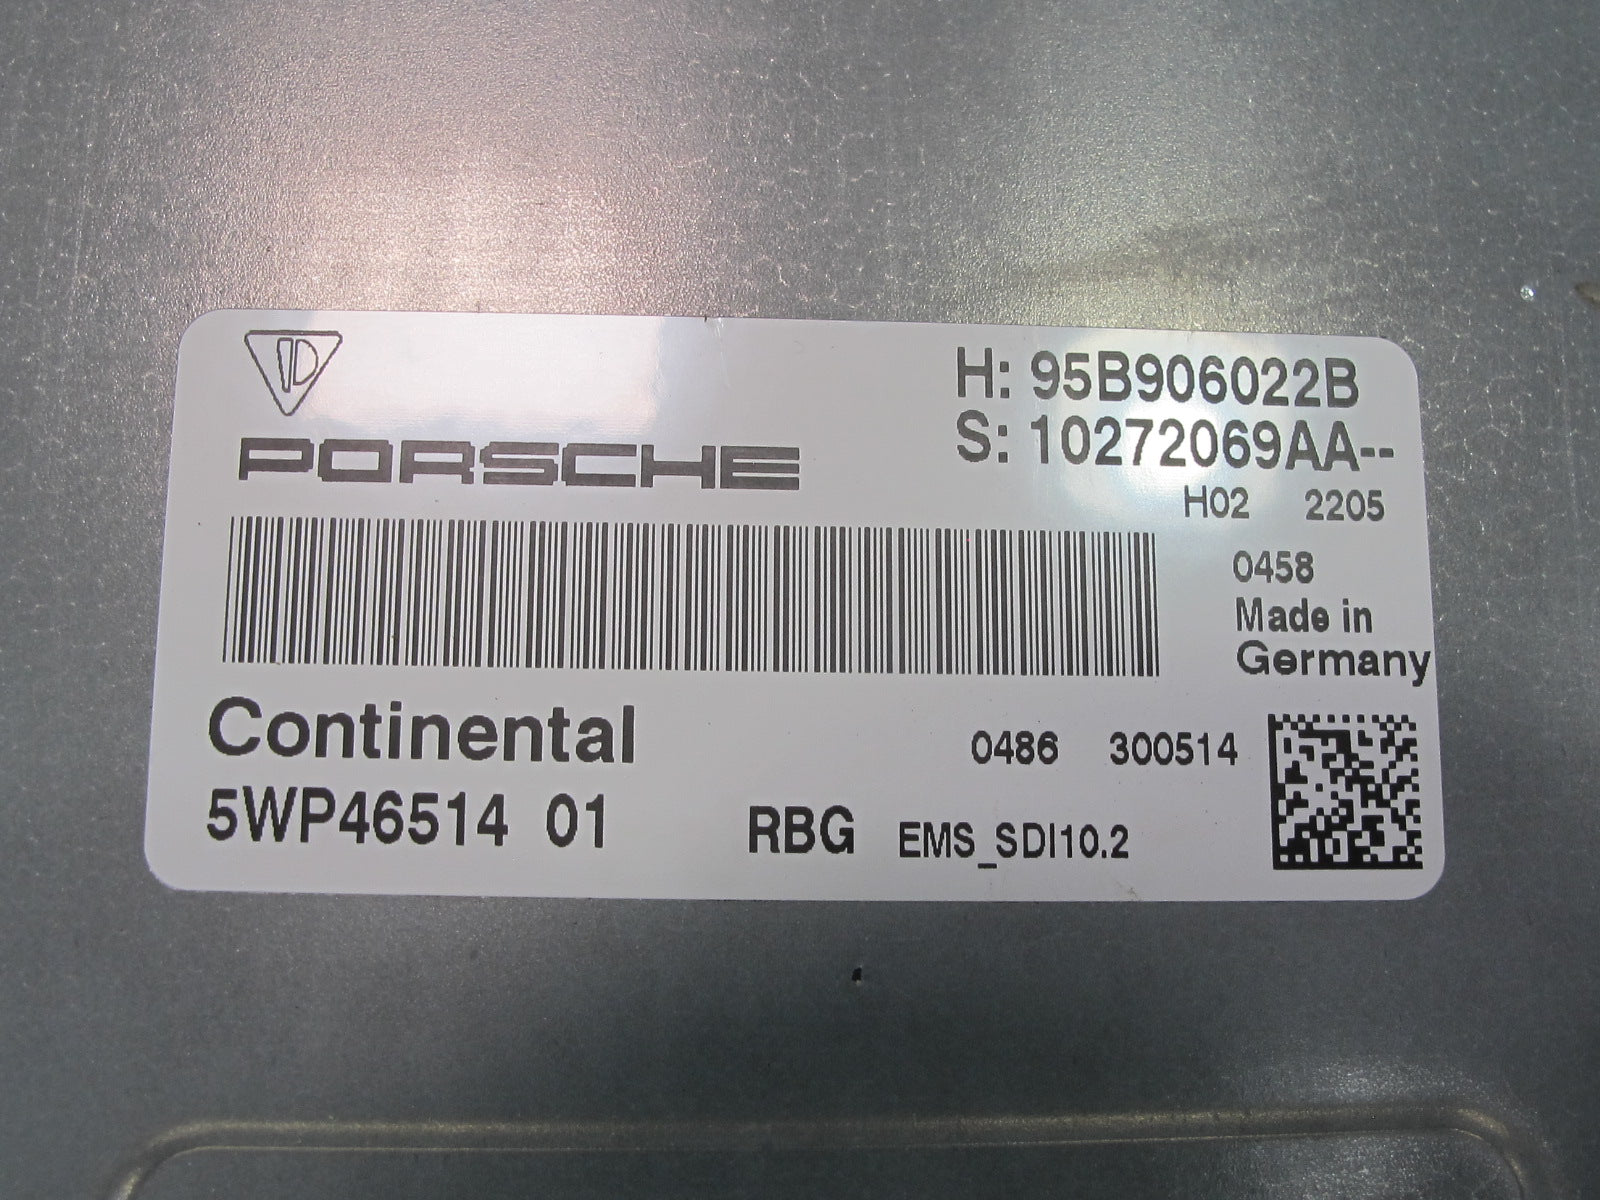 PORSCHE
H: 95B906022B
S: 10272069AA--
H02 2205
0458
Made in
Germany
Continental
0486 300514
5WP46514 01 RBG EMS_SDI10.2